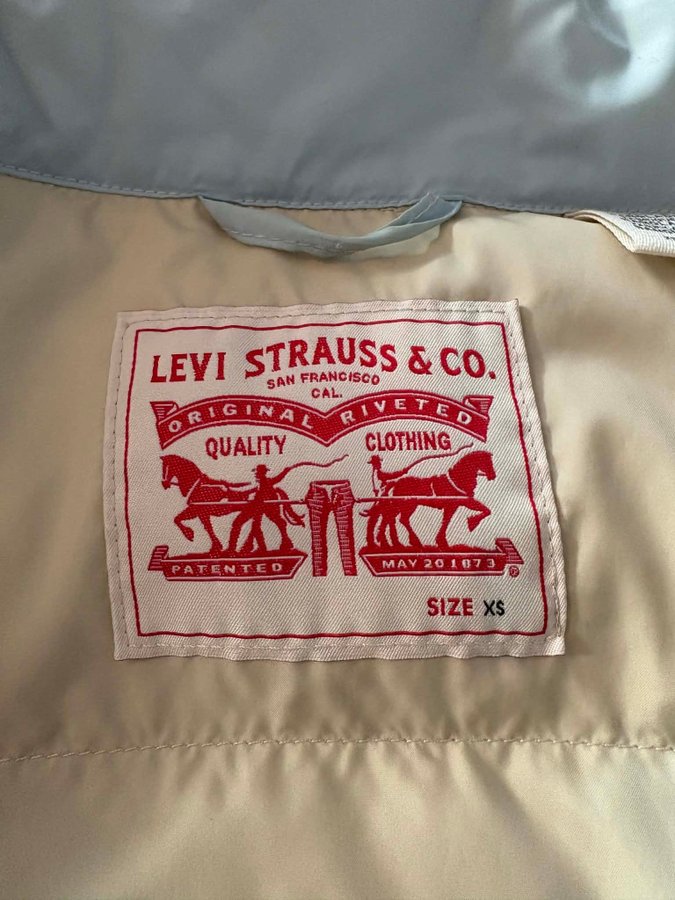 LEVI STRAUSS & CO.
SAN FRANCISCO
CAL.
ORIGINAL RIVETED
QUALITY CLOTHING
PATENTED MAY 20 1873
®
SIZE XS